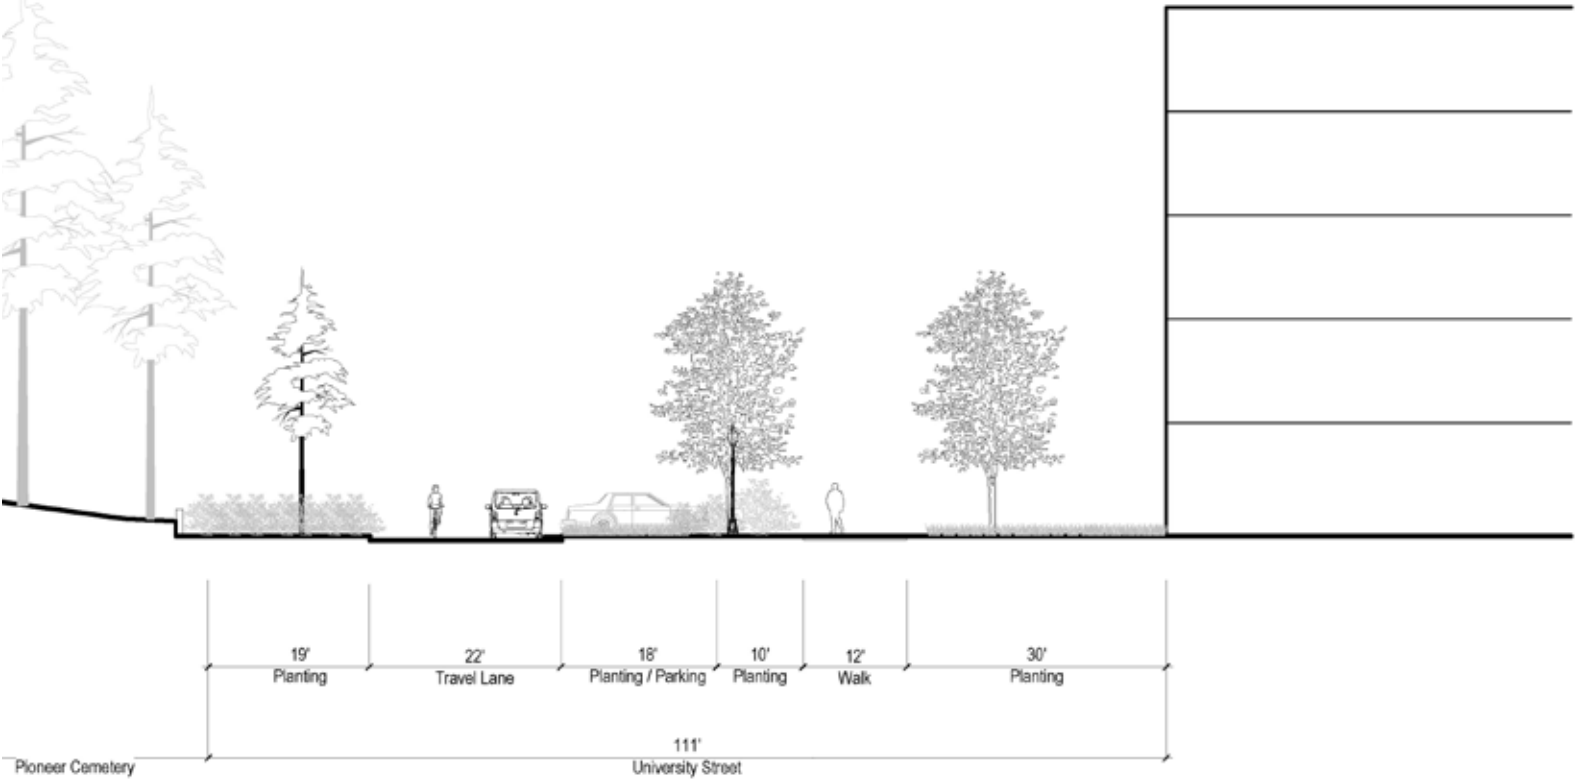 19' 22' 18' 10' 12' 30'
Planting Travel Lane Planting / Parking Planting Walk Planting
111'
Pioneer Cemetery University Street